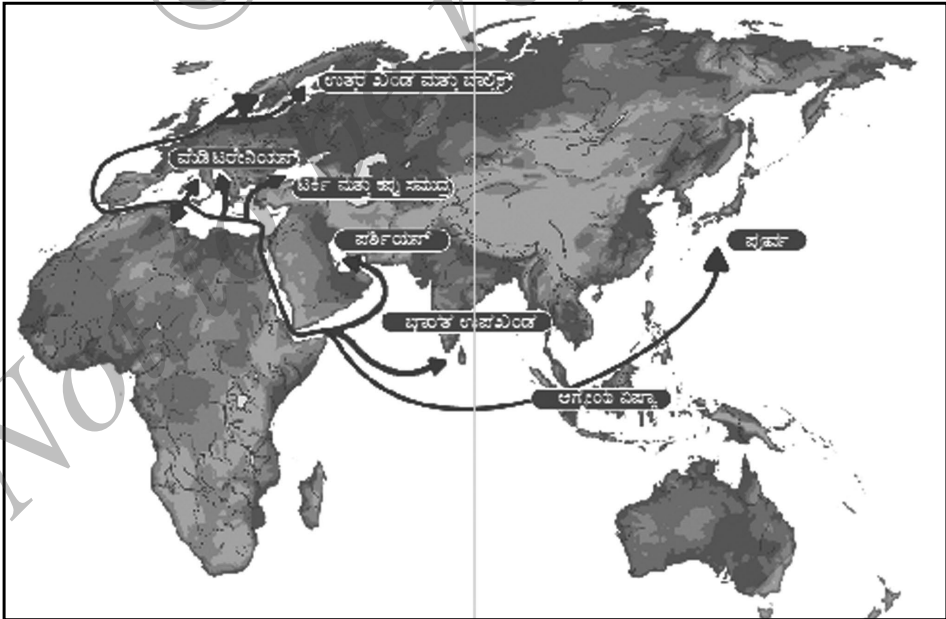 ಉತ್ತರ ಖಂಡ ಮತ್ತು ಬಾಲ್ಟಿಕ್
ಮೆಡಿಟರೇನಿಯನ್
ಟರ್ಕಿ ಮತ್ತು ಕಪ್ಪು ಸಮುದ್ರ
ಪರ್ಶಿಯನ್
ಪೂರ್ವ
ಭಾರತ ಉಪಖಂಡ
ಆಗ್ನೇಯ ಏಷ್ಯಾ